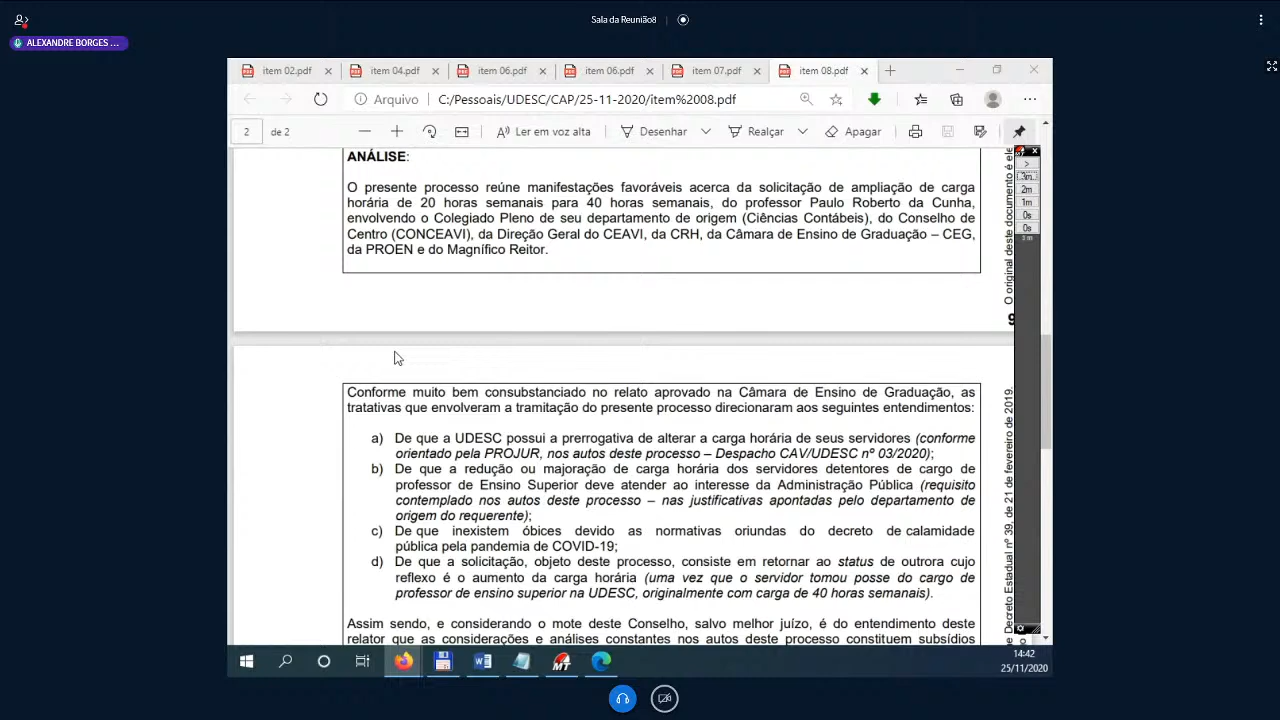 Sala da Reunião8
ALEXANDRE BORGES ...
item 02.pdf
item 04.pdf
item 06.pdf
item 06.pdf
item 07.pdf
item 08.pdf
Arquivo
C:/Pessoais/UDESC/CAP/25-11-2020/item%2008.pdf
2 de 2
Ler em voz alta
Desenhar
Realçar
Apagar
ANÁLISE:
O presente processo reúne manifestações favoráveis acerca da solicitação de ampliação de carga
horária de 20 horas semanais para 40 horas semanais, do professor Paulo Roberto da Cunha,
envolvendo o Colegiado Pleno de seu departamento de origem (Ciências Contábeis), do Conselho de
Centro (CONCEAVI), da Direção Geral do CEAVI, da CRH, da Câmara de Ensino de Graduação – CEG,
da PROEN e do Magnífico Reitor.
Conforme muito bem consubstanciado no relato aprovado na Câmara de Ensino de Graduação, as
tratativas que envolveram a tramitação do presente processo direcionaram aos seguintes entendimentos:
a) De que a UDESC possui a prerrogativa de alterar a carga horária de seus servidores (conforme
orientado pela PROJUR, nos autos deste processo – Despacho CAV/UDESC nº 03/2020);
b) De que a redução ou majoração de carga horária dos servidores detentores de cargo de
professor de Ensino Superior deve atender ao interesse da Administração Pública (requisito
contemplado nos autos deste processo – nas justificativas apontadas pelo departamento de
origem do requerente);
c) De que inexistem óbices devido as normativas oriundas do decreto de calamidade
pública pela pandemia de COVID-19;
d) De que a solicitação, objeto deste processo, consiste em retornar ao status de outrora cujo
reflexo é o aumento da carga horária (uma vez que o servidor tomou posse do cargo de
professor de ensino superior na UDESC, originalmente com carga de 40 horas semanais).
Assim sendo, e considerando o mote deste Conselho, salvo melhor juízo, é do entendimento deste
relator que as considerações e análises constantes nos autos deste processo constituem subsídios
O original deste documento é ele
e Decreto Estadual nº 39, de 21 de fevereiro de 2019.
>
3m
2m
1m
0s
0s
MT
14:42
25/11/2020